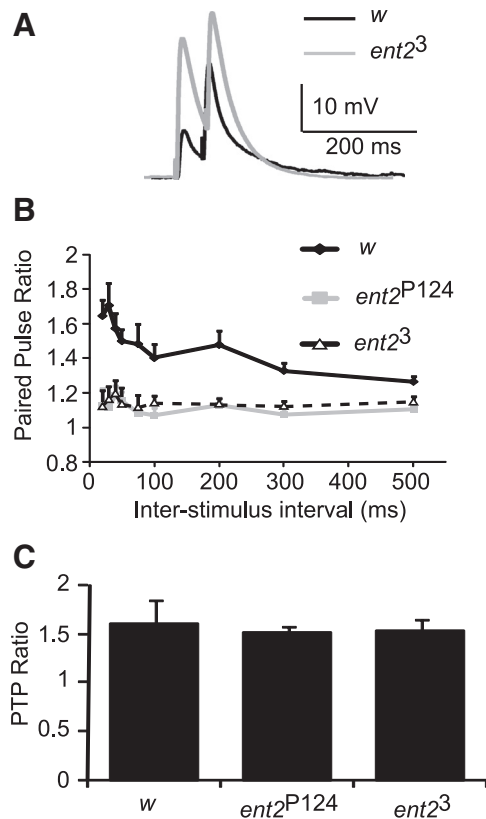 A
w
ent2³
10 mV
200 ms
B
Paired Pulse Ratio
2
1.8
1.6
1.4
1.2
1
0.8
0
100
200
300
400
500
Inter-stimulus interval (ms)
w
ent2ᴾ¹²⁴
ent2³
C
PTP Ratio
2
1.5
1
0.5
0
w
ent2ᴾ¹²⁴
ent2³